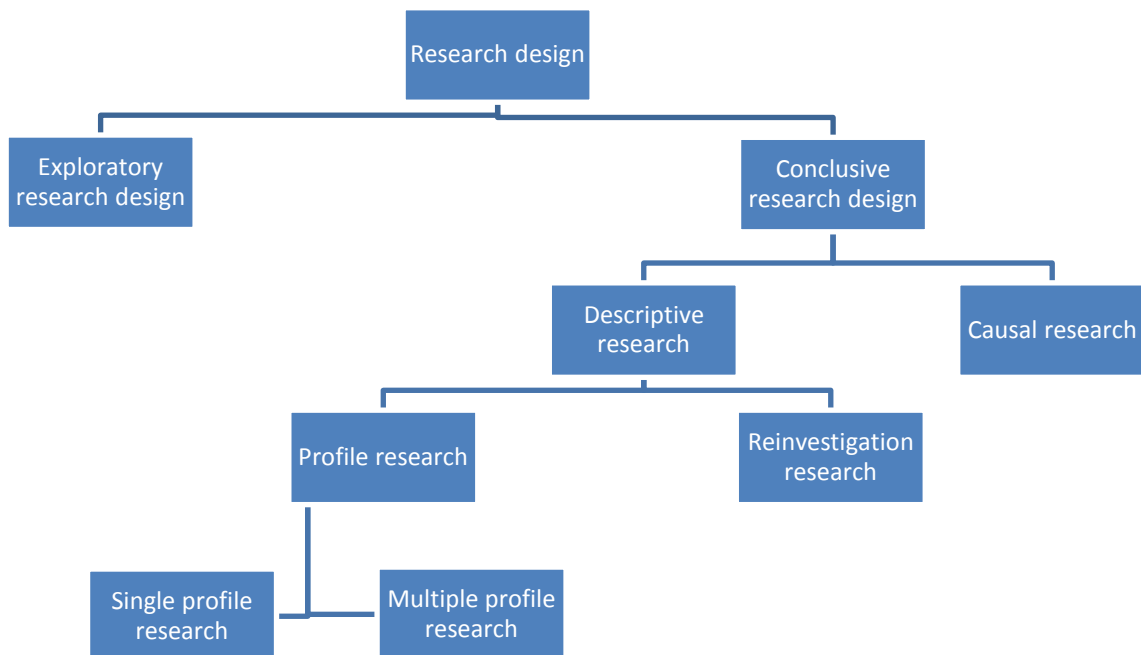 Research design
Exploratory
research design
Conclusive
research design
Descriptive
research
Causal research
Profile research
Reinvestigation
research
Single profile
research
Multiple profile
research